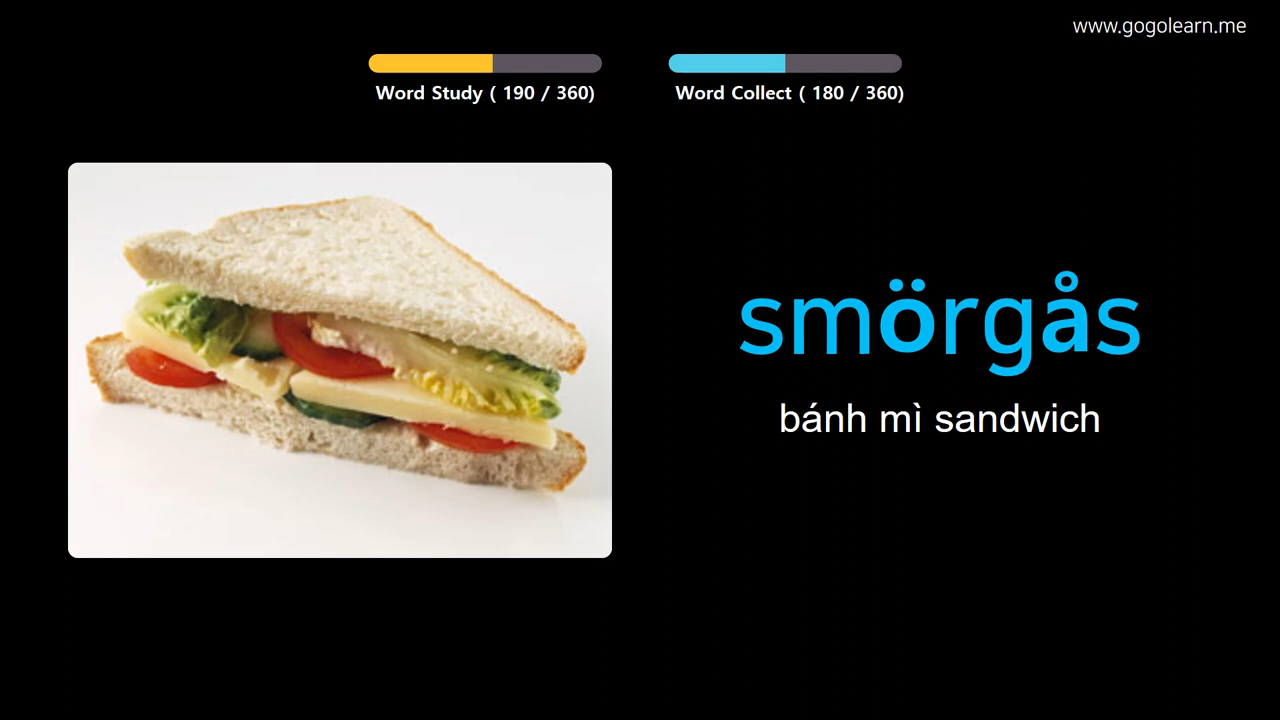 www.gogolearn.me
Word Study ( 190 / 360)
Word Collect ( 180 / 360)
smörgås
bánh mì sandwich